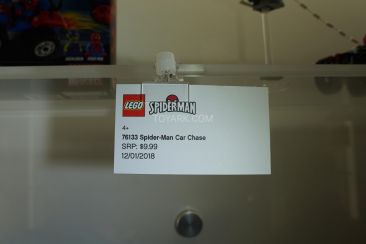 LEGO SPIDER-MAN
TOYARK.COM
4+
76133 Spider-Man Car Chase
SRP: $9.99
12/01/2018